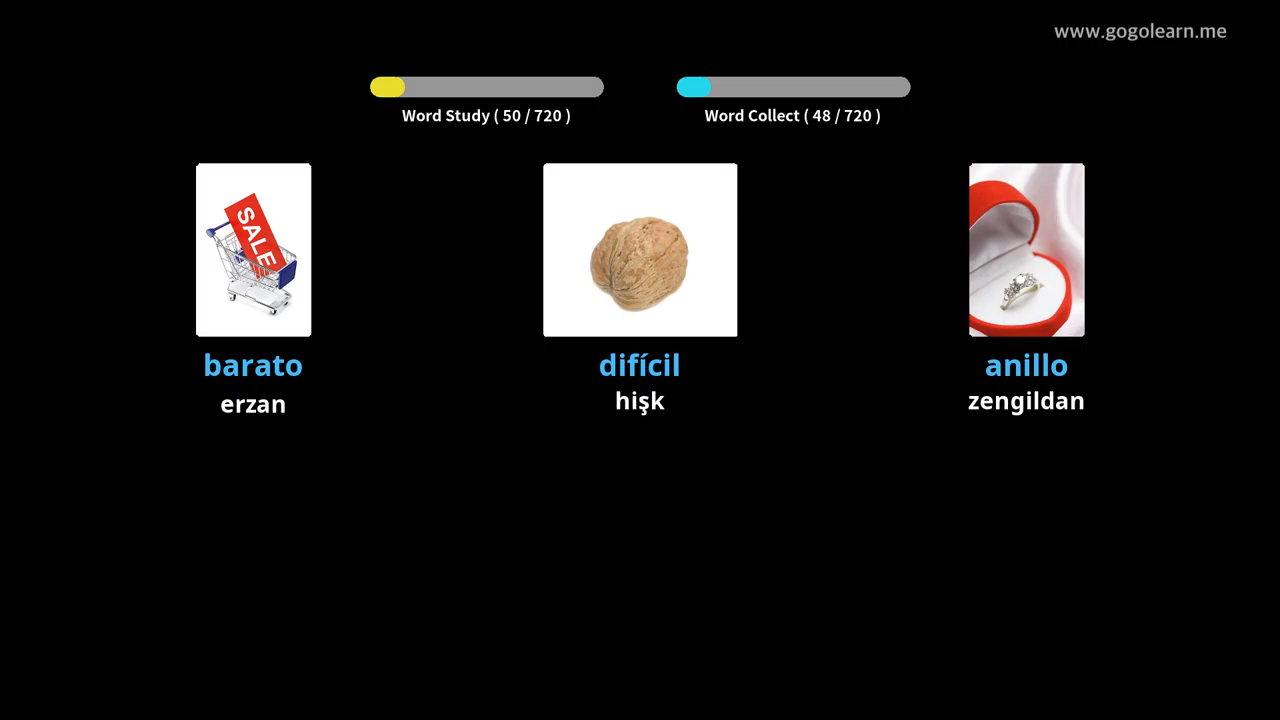 www.gogolearn.me
Word Study ( 50 / 720 )
Word Collect ( 48 / 720 )
SALE
barato
difícil
anillo
erzan
hişk
zengildan